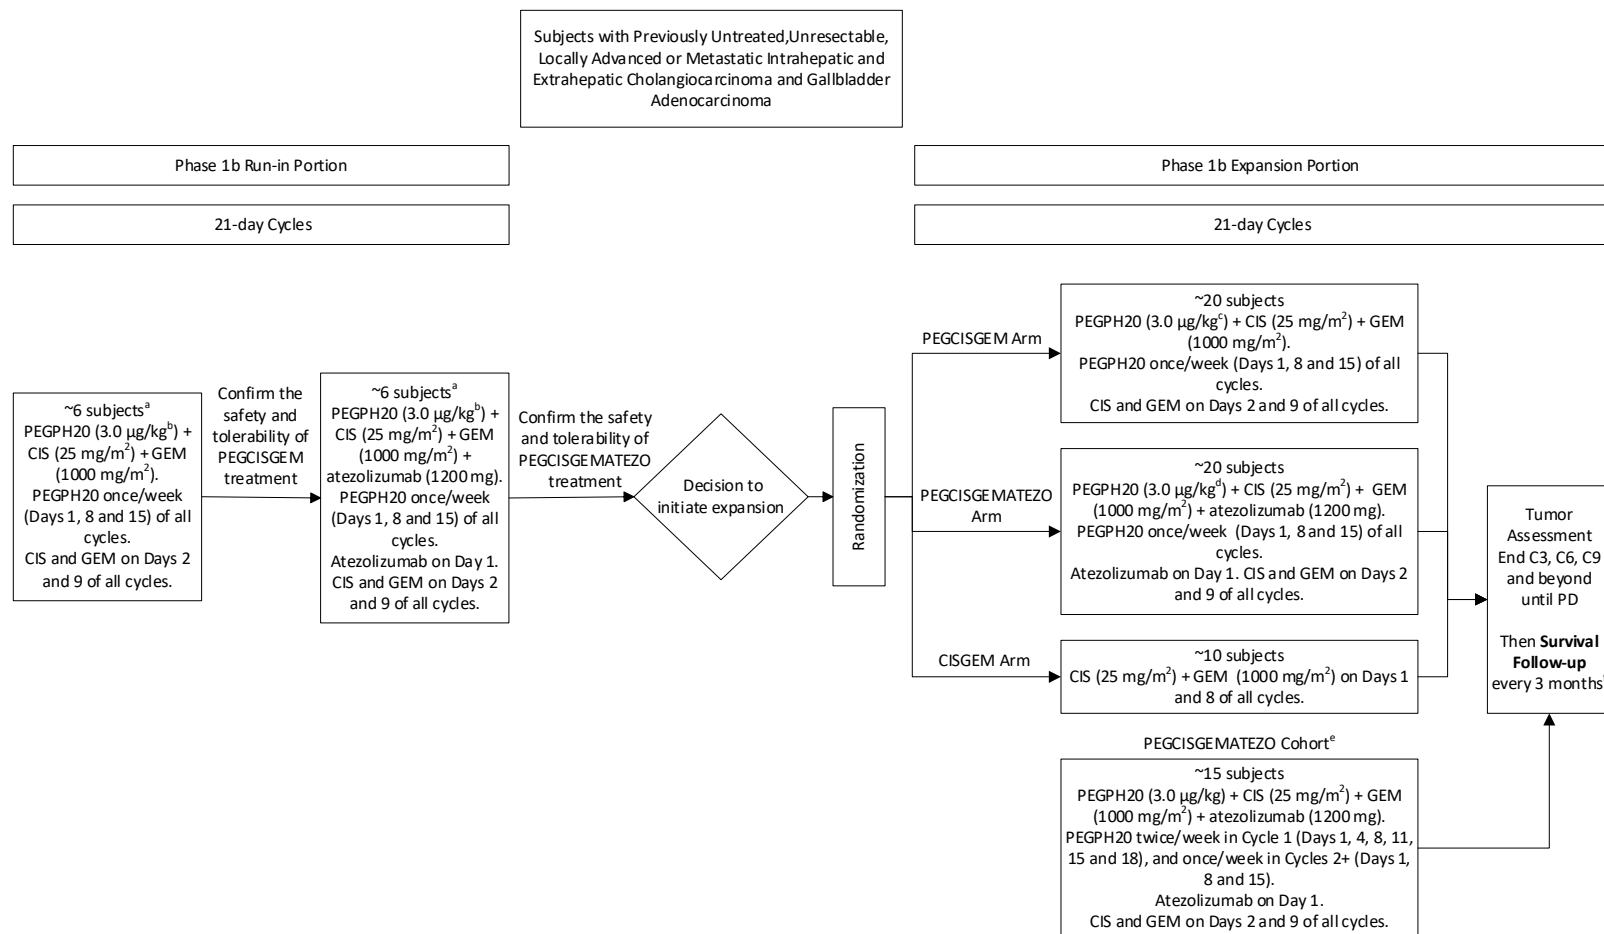 Subjects with Previously Untreated,Unresectable,
Locally Advanced or Metastatic Intrahepatic and
Extrahepatic Cholangiocarcinoma and Gallbladder
Adenocarcinoma
Phase 1b Run-in Portion
Phase 1b Expansion Portion
21-day Cycles
21-day Cycles
~6 subjectsᵃ
PEGPH20 (3.0 µg/kgᵇ) +
CIS (25 mg/m²) + GEM
(1000 mg/m²).
PEGPH20 once/week
(Days 1, 8 and 15) of all
cycles.
CIS and GEM on Days 2
and 9 of all cycles.
Confirm the
safety and
tolerability of
PEGCISGEM
treatment
~6 subjectsᵃ
PEGPH20 (3.0 µg/kgᵇ) +
CIS (25 mg/m²) + GEM
(1000 mg/m²) +
atezolizumab (1200 mg).
PEGPH20 once/week
(Days 1, 8 and 15) of all
cycles.
Atezolizumab on Day 1.
CIS and GEM on Days 2
and 9 of all cycles.
Confirm the safety
and tolerability of
PEGCISGEMATEZO
treatment
Decision to
initiate expansion
Randomization
PEGCISGEM Arm
~20 subjects
PEGPH20 (3.0 µg/kgᶜ) + CIS (25 mg/m²) + GEM
(1000 mg/m²).
PEGPH20 once/week (Days 1, 8 and 15) of all
cycles.
CIS and GEM on Days 2 and 9 of all cycles.
PEGCISGEMATEZO
Arm
~20 subjects
PEGPH20 (3.0 µg/kgᵈ) + CIS (25 mg/m²) + GEM
(1000 mg/m²) + atezolizumab (1200 mg).
PEGPH20 once/week (Days 1, 8 and 15) of all
cycles.
Atezolizumab on Day 1. CIS and GEM on Days 2
and 9 of all cycles.
CISGEM Arm
~10 subjects
CIS (25 mg/m²) + GEM (1000 mg/m²) on Days 1
and 8 of all cycles.
PEGCISGEMATEZO Cohortᵉ
~15 subjects
PEGPH20 (3.0 µg/kg) + CIS (25 mg/m²) + GEM
(1000 mg/m²) + atezolizumab (1200 mg).
PEGPH20 twice/week in Cycle 1 (Days 1, 4, 8, 11,
15 and 18), and once/week in Cycles 2+ (Days 1,
8 and 15).
Atezolizumab on Day 1.
CIS and GEM on Days 2 and 9 of all cycles.
Tumor
Assessment
End C3, C6, C9
and beyond
until PD
Then Survival
Follow-up
every 3 months